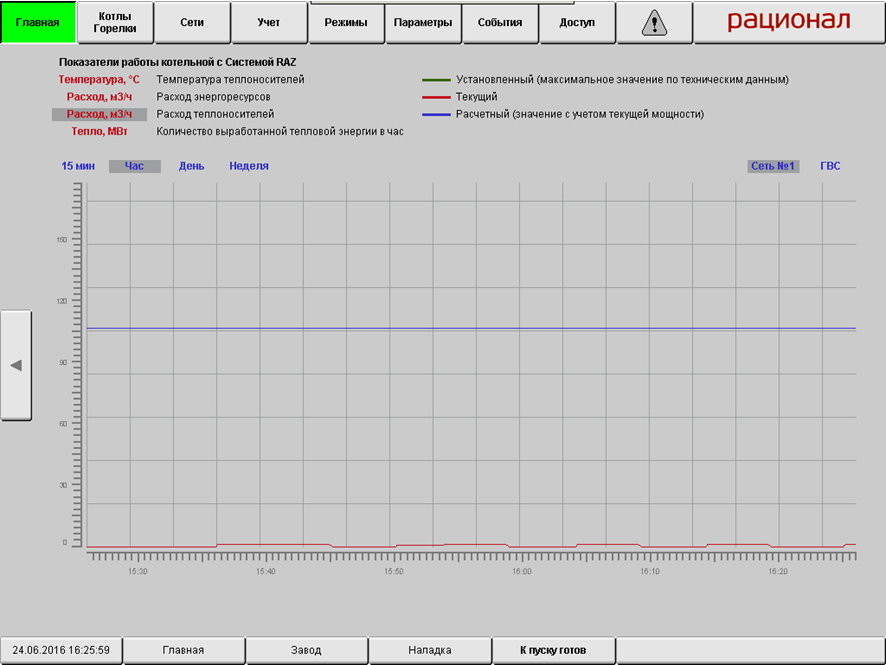 Главная
Котлы
Горелки
Сети
Учет
Режимы
Параметры
События
Доступ
рационал
Показатели работы котельной с Системой RAZ
Температура, °C Температура теплоносителей
Расход, м3/ч Расход энергоресурсов
Расход, м3/ч Расход теплоносителей
Тепло, МВт Количество выработанной тепловой энергии в час
Установленный (максимальное значение по техническим данным)
Текущий
Расчетный (значение с учетом текущей мощности)
15 мин Час День Неделя Сеть №1 ГВС
150
120
90
60
30
0
15:30 15:40 15:50 16:00 16:10 16:20
24.06.2016 16:25:59 Главная Завод Наладка К пуску готов